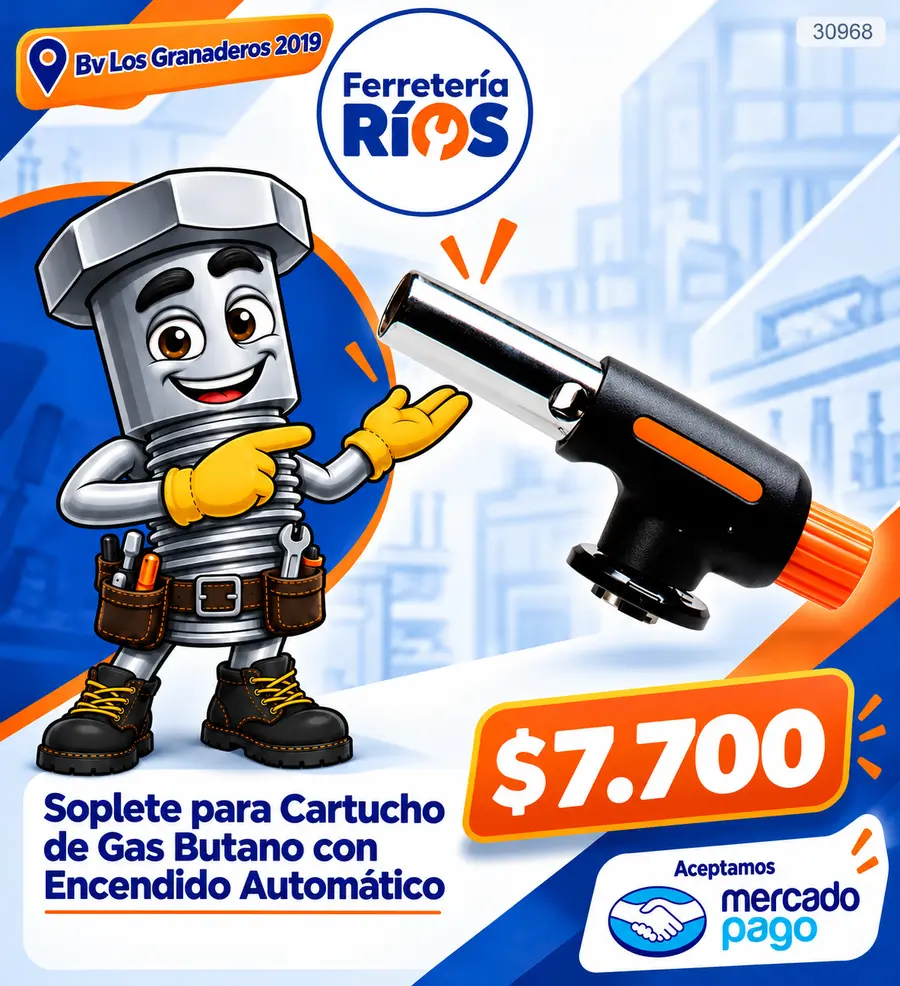 Bv Los Granaderos 2019
Ferretería
Ríos
30968
$7.700
Soplete para Cartucho
de Gas Butano con
Encendido Automático
Aceptamos
mercado
pago